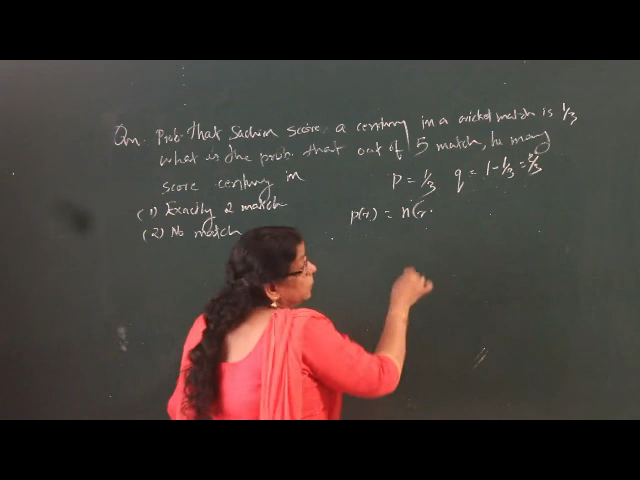 Qn. Prob. that Sachin score a century in a cricket match is 1/3
what is the prob. that out of 5 match, he may
score century in
p = 1/3 q = 1 - 1/3 = 2/3
(1) Exactly 2 match
p(r) = nCr
(2) No match